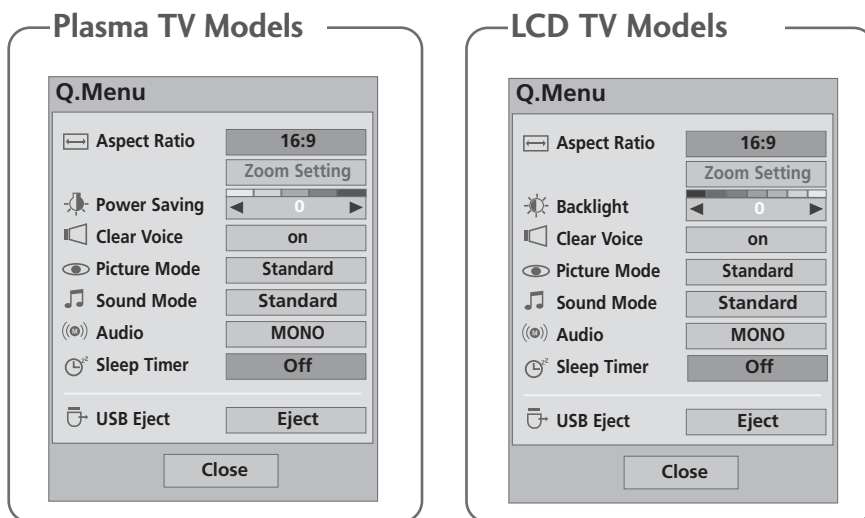 Plasma TV Models
Q.Menu
Aspect Ratio 16:9
Zoom Setting
Power Saving 0
Clear Voice on
Picture Mode Standard
Sound Mode Standard
Audio MONO
Sleep Timer Off
USB Eject Eject
Close
LCD TV Models
Q.Menu
Aspect Ratio 16:9
Zoom Setting
Backlight 0
Clear Voice on
Picture Mode Standard
Sound Mode Standard
Audio MONO
Sleep Timer Off
USB Eject Eject
Close